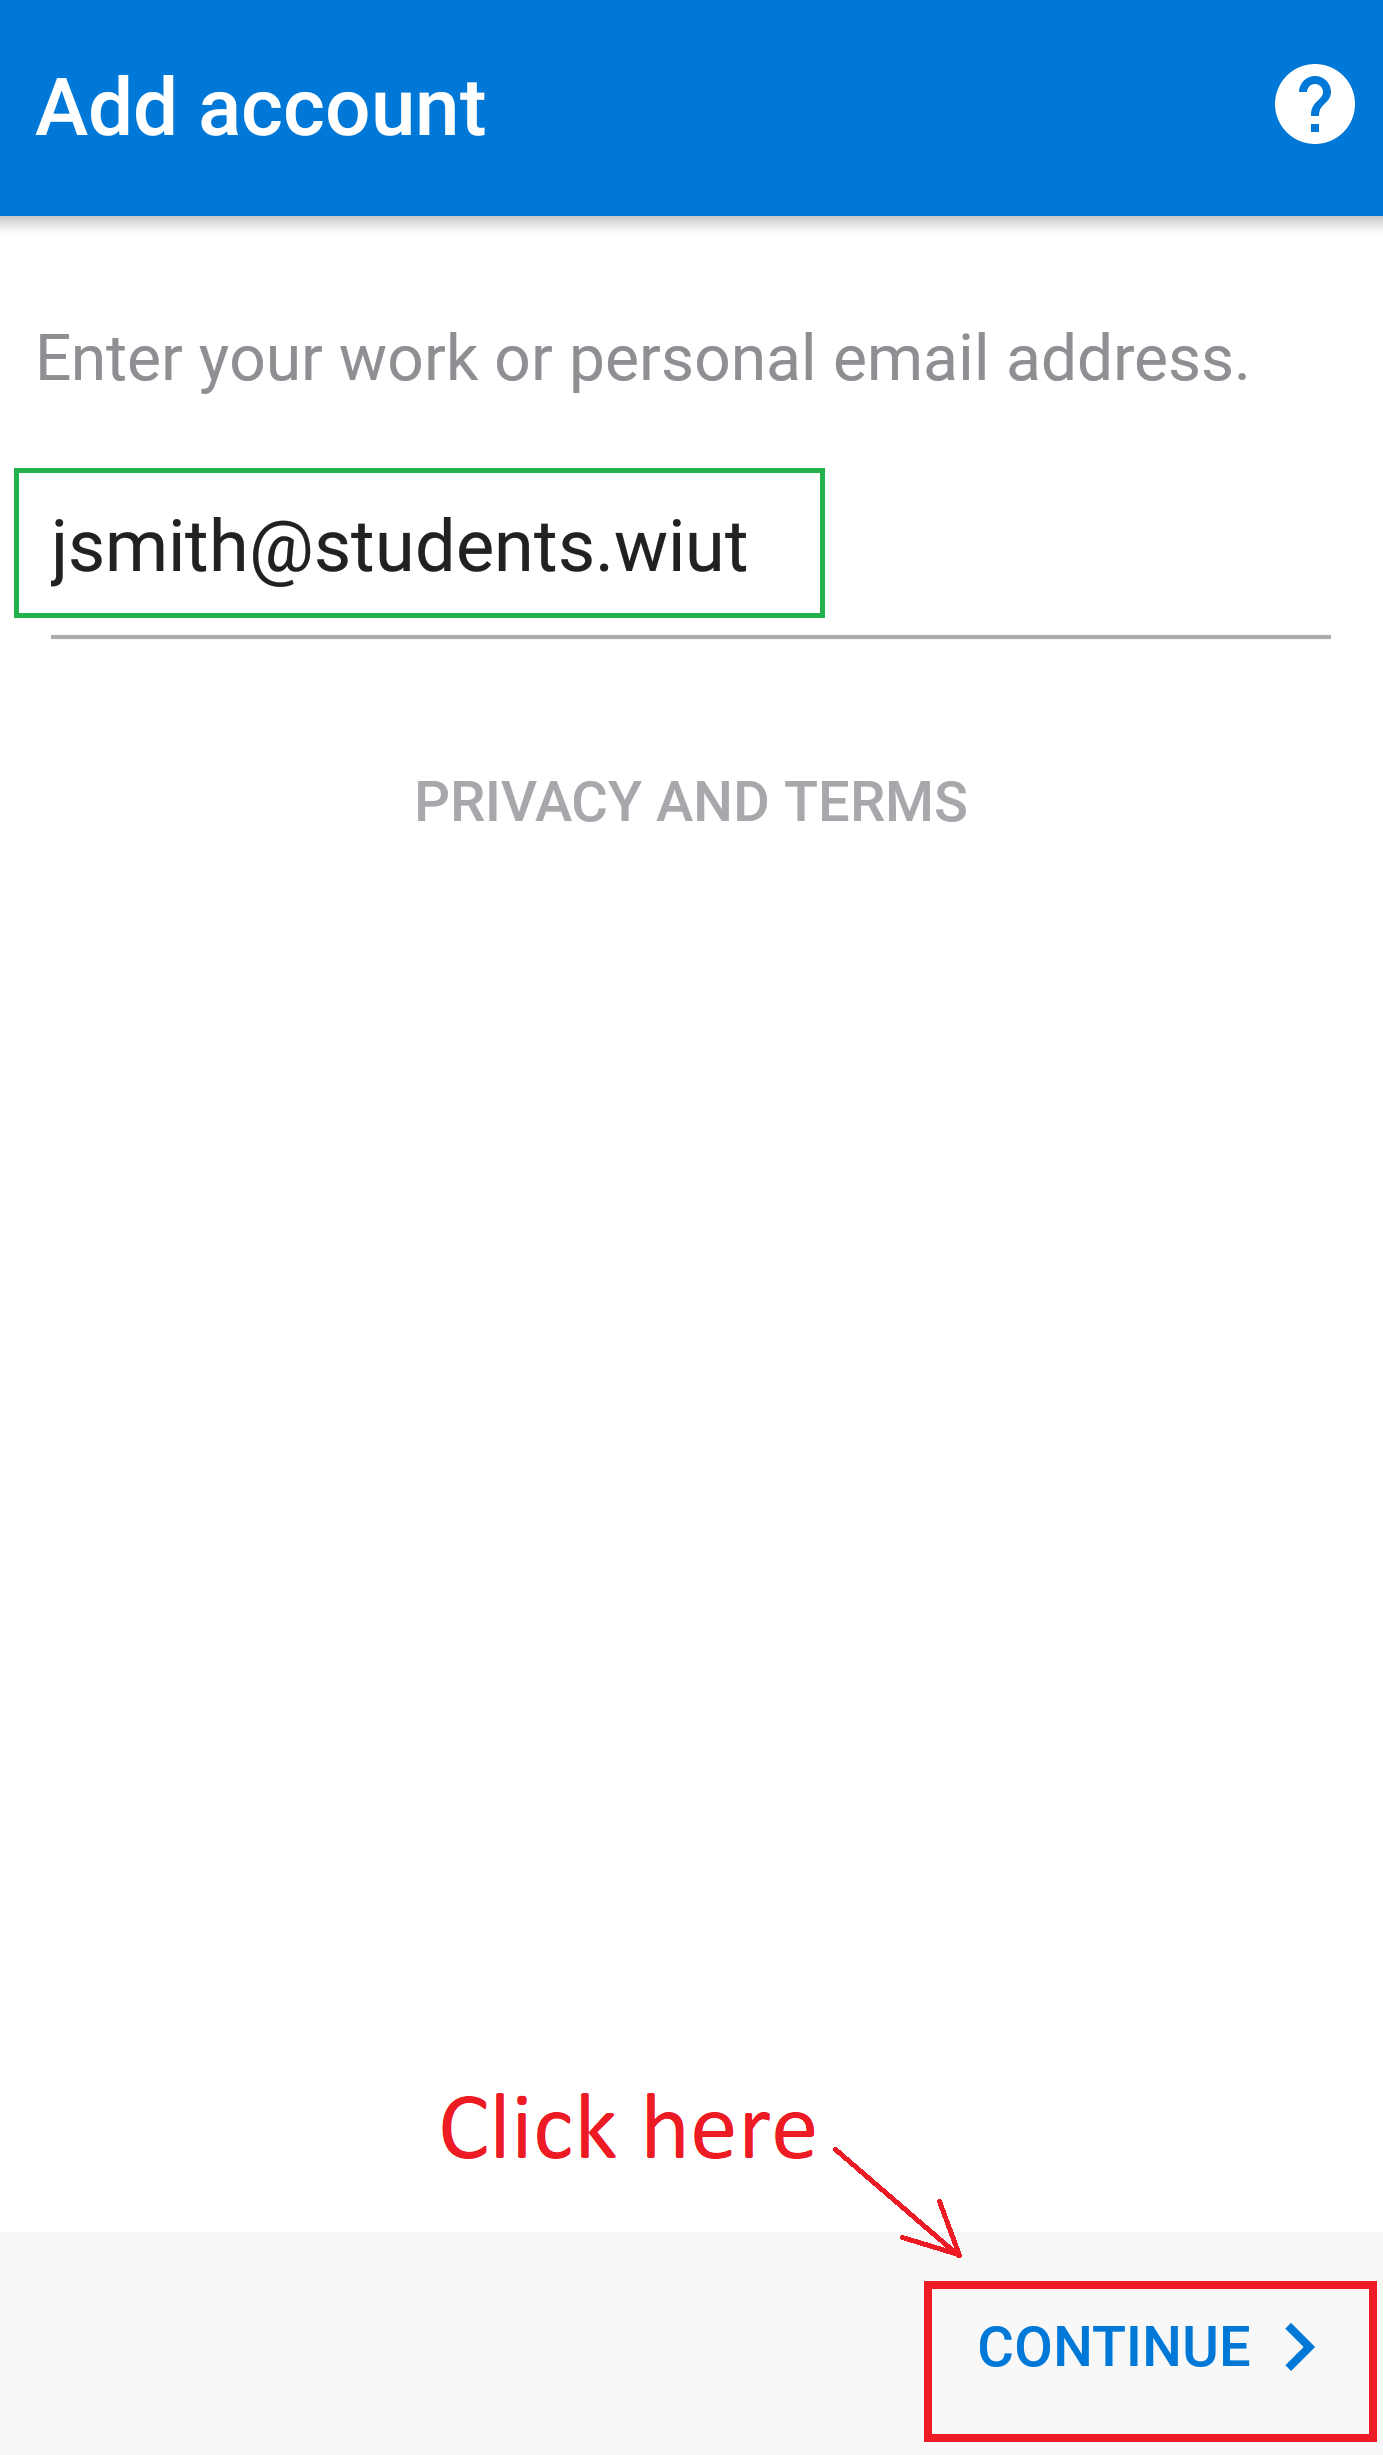 Add account
?
Enter your work or personal email address.
jsmith@students.wiut
PRIVACY AND TERMS
Click here
CONTINUE